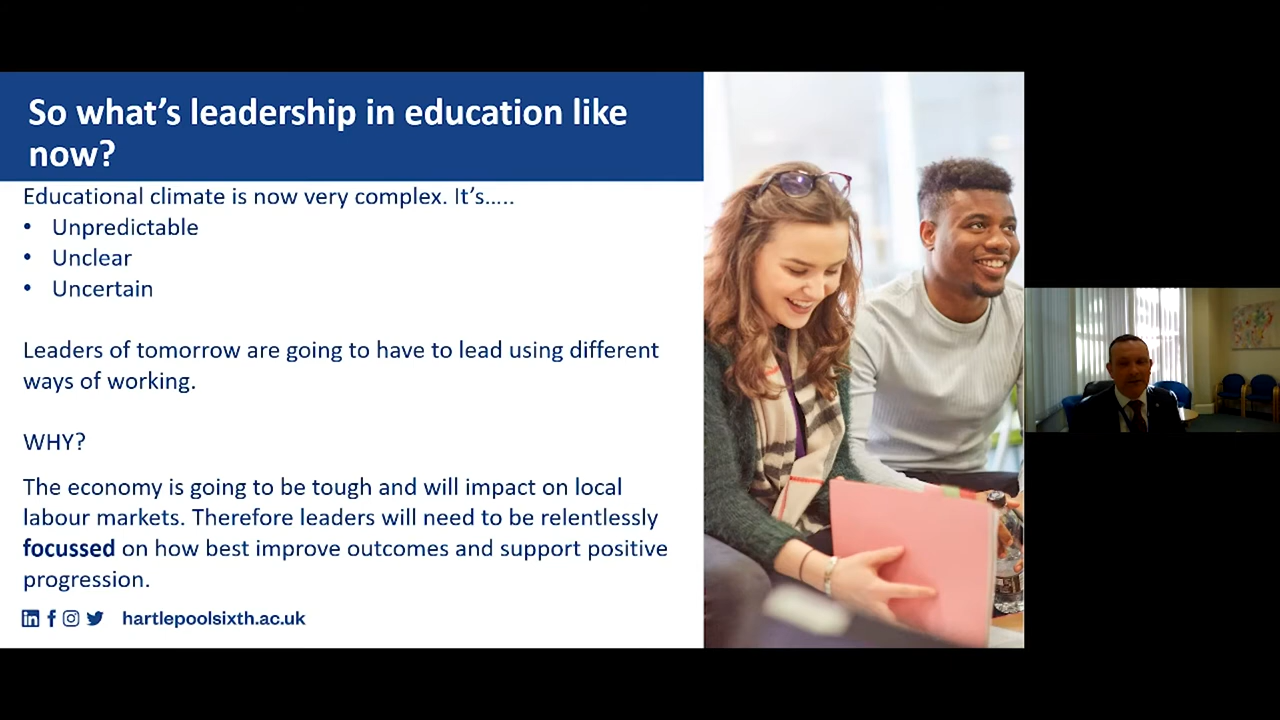 So what's leadership in education like
now?
Educational climate is now very complex. It's.....
• Unpredictable
• Unclear
• Uncertain
Leaders of tomorrow are going to have to lead using different
ways of working.
WHY?
The economy is going to be tough and will impact on local
labour markets. Therefore leaders will need to be relentlessly
focussed on how best improve outcomes and support positive
progression.
hartlepoolsixth.ac.uk